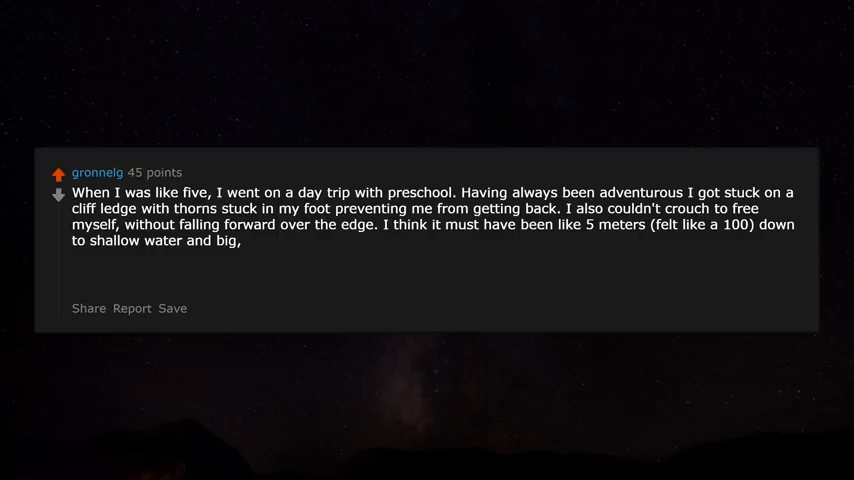 gronnelg 45 points
When I was like five, I went on a day trip with preschool. Having always been adventurous I got stuck on a
cliff ledge with thorns stuck in my foot preventing me from getting back. I also couldn't crouch to free
myself, without falling forward over the edge. I think it must have been like 5 meters (felt like a 100) down
to shallow water and big,
Share Report Save